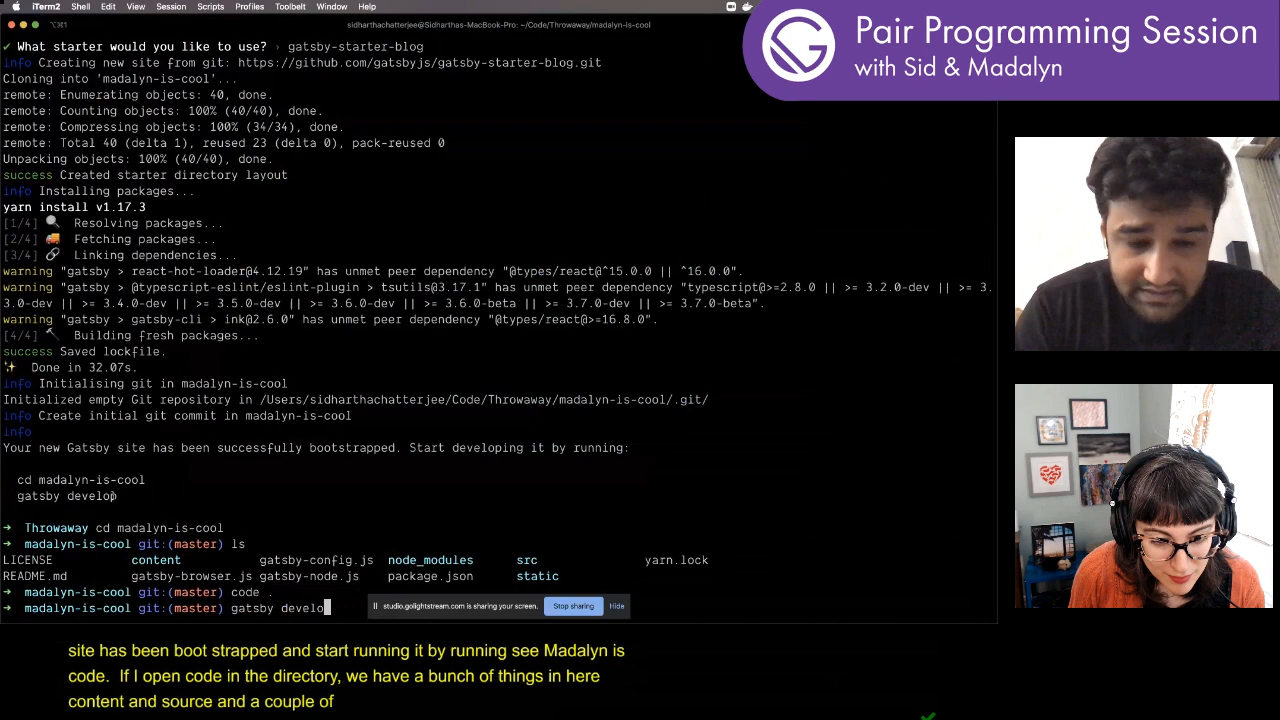 iTerm2 Shell Edit View Session Scripts Profiles Toolbelt Window Help
⌥⌘1 sidharthachatterjee@Sidharthas-MacBook-Pro: ~/Code/Throwaway/madalyn-is-cool
✔ What starter would you like to use? › gatsby-starter-blog
info Creating new site from git: https://github.com/gatsbyjs/gatsby-starter-blog.git
Cloning into 'madalyn-is-cool'...
remote: Enumerating objects: 40, done.
remote: Counting objects: 100% (40/40), done.
remote: Compressing objects: 100% (34/34), done.
remote: Total 40 (delta 1), reused 23 (delta 0), pack-reused 0
Unpacking objects: 100% (40/40), done.
success Created starter directory layout
info Installing packages...
yarn install v1.17.3
[1/4] 🔍 Resolving packages...
[2/4] 🚚 Fetching packages...
[3/4] 🔗 Linking dependencies...
warning "gatsby > react-hot-loader@4.12.19" has unmet peer dependency "@types/react@^15.0.0 || ^16.0.0".
warning "gatsby > @typescript-eslint/eslint-plugin > tsutils@3.17.1" has unmet peer dependency "typescript@>=2.8.0 || >= 3.2.0-dev || >= 3.
3.0-dev || >= 3.4.0-dev || >= 3.5.0-dev || >= 3.6.0-dev || >= 3.6.0-beta || >= 3.7.0-dev || >= 3.7.0-beta".
warning "gatsby > gatsby-cli > ink@2.6.0" has unmet peer dependency "@types/react@>=16.8.0".
[4/4] 🔨 Building fresh packages...
success Saved lockfile.
✨ Done in 32.07s.
info Initialising git in madalyn-is-cool
Initialized empty Git repository in /Users/sidharthachatterjee/Code/Throwaway/madalyn-is-cool/.git/
info Create initial git commit in madalyn-is-cool
info
Your new Gatsby site has been successfully bootstrapped. Start developing it by running:
cd madalyn-is-cool
gatsby develop
➜ Throwaway cd madalyn-is-cool
➜ madalyn-is-cool git:(master) ls
LICENSE content gatsby-config.js node_modules src yarn.lock
README.md gatsby-browser.js gatsby-node.js package.json static
➜ madalyn-is-cool git:(master) code .
➜ madalyn-is-cool git:(master) gatsby develo
studio.golightstream.com is sharing your screen. Stop sharing Hide
Pair Programming Session
with Sid & Madalyn
site has been boot strapped and start running it by running see Madalyn is
code. If I open code in the directory, we have a bunch of things in here
content and source and a couple of